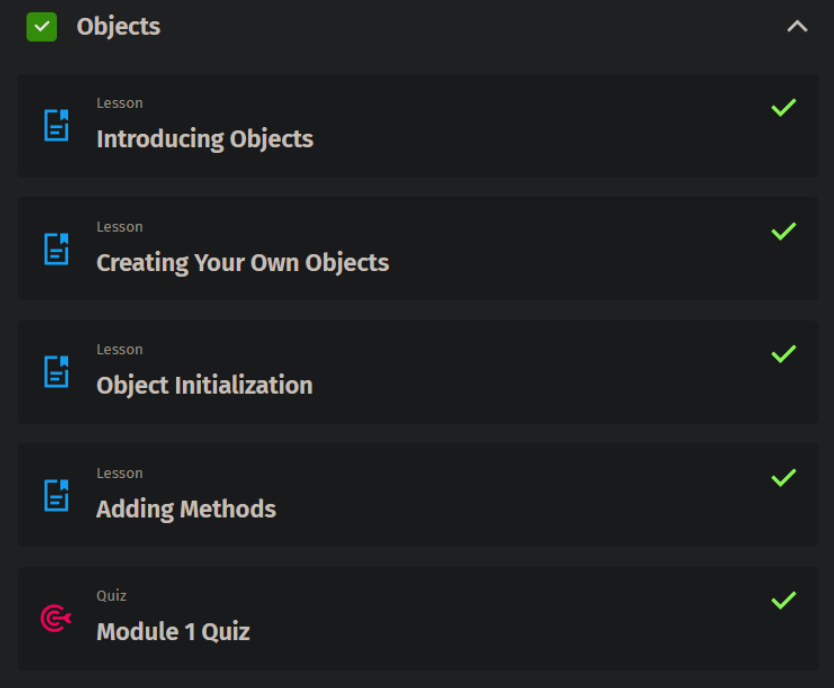 Objects
Lesson
Introducing Objects
Lesson
Creating Your Own Objects
Lesson
Object Initialization
Lesson
Adding Methods
Quiz
Module 1 Quiz